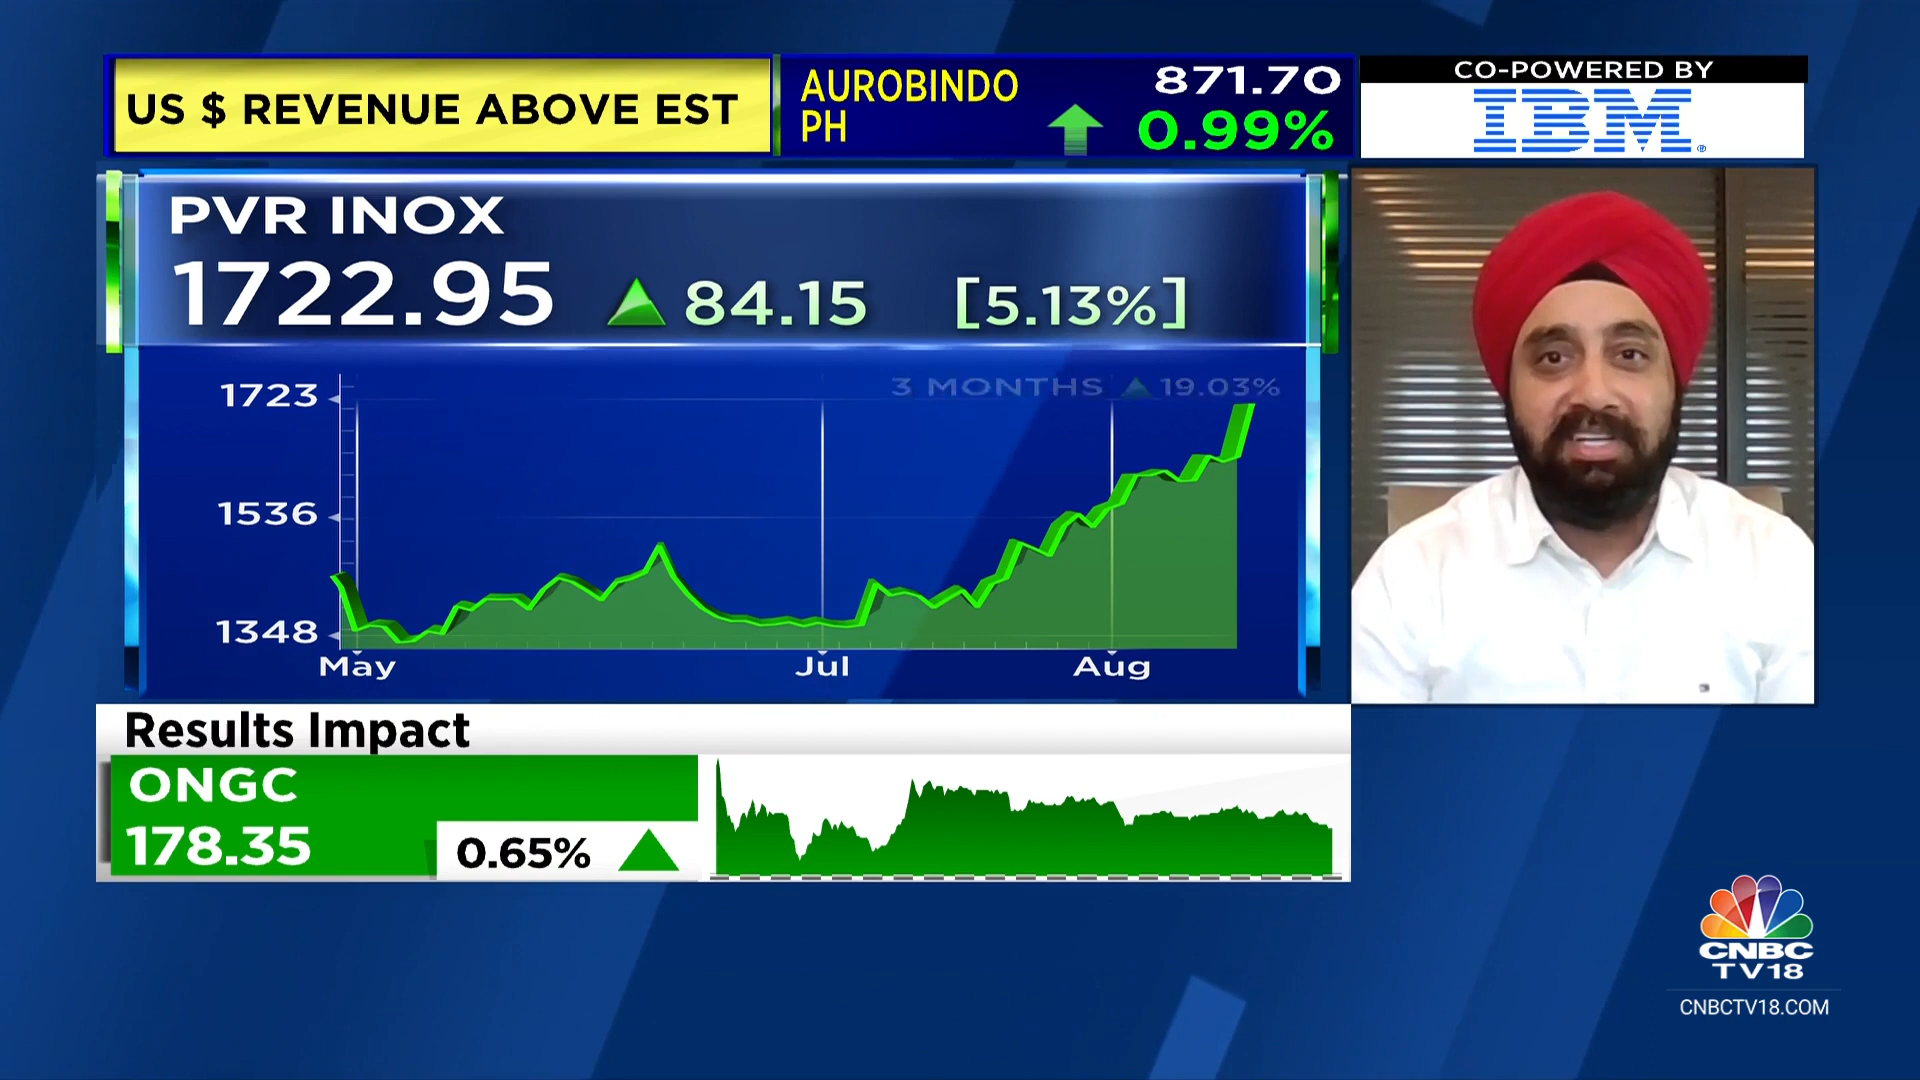 US $ REVENUE ABOVE EST
AUROBINDO
PH
871.70
0.99%
CO-POWERED BY
IBM®
PVR INOX
1722.95 84.15 [5.13%]
3 MONTHS 19.03%
1723
1536
1348
May Jul Aug
Results Impact
ONGC
178.35
0.65%
CNBC
TV18
CNBCTV18.COM